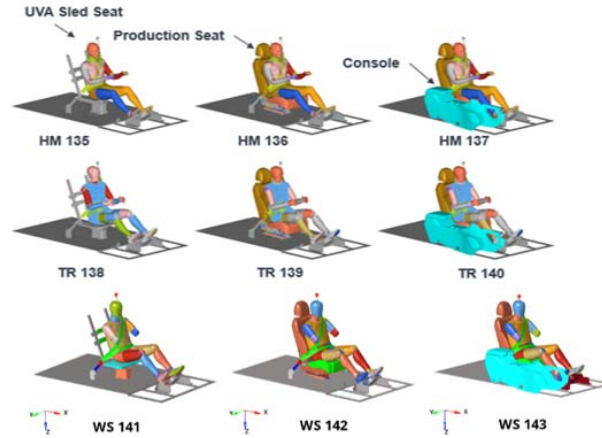 UVA Sled Seat
Production Seat
Console
HM 135
HM 136
HM 137
TR 138
TR 139
TR 140
Y X
Z
Y X
Z
Y X
Z
WS 141
WS 142
WS 143